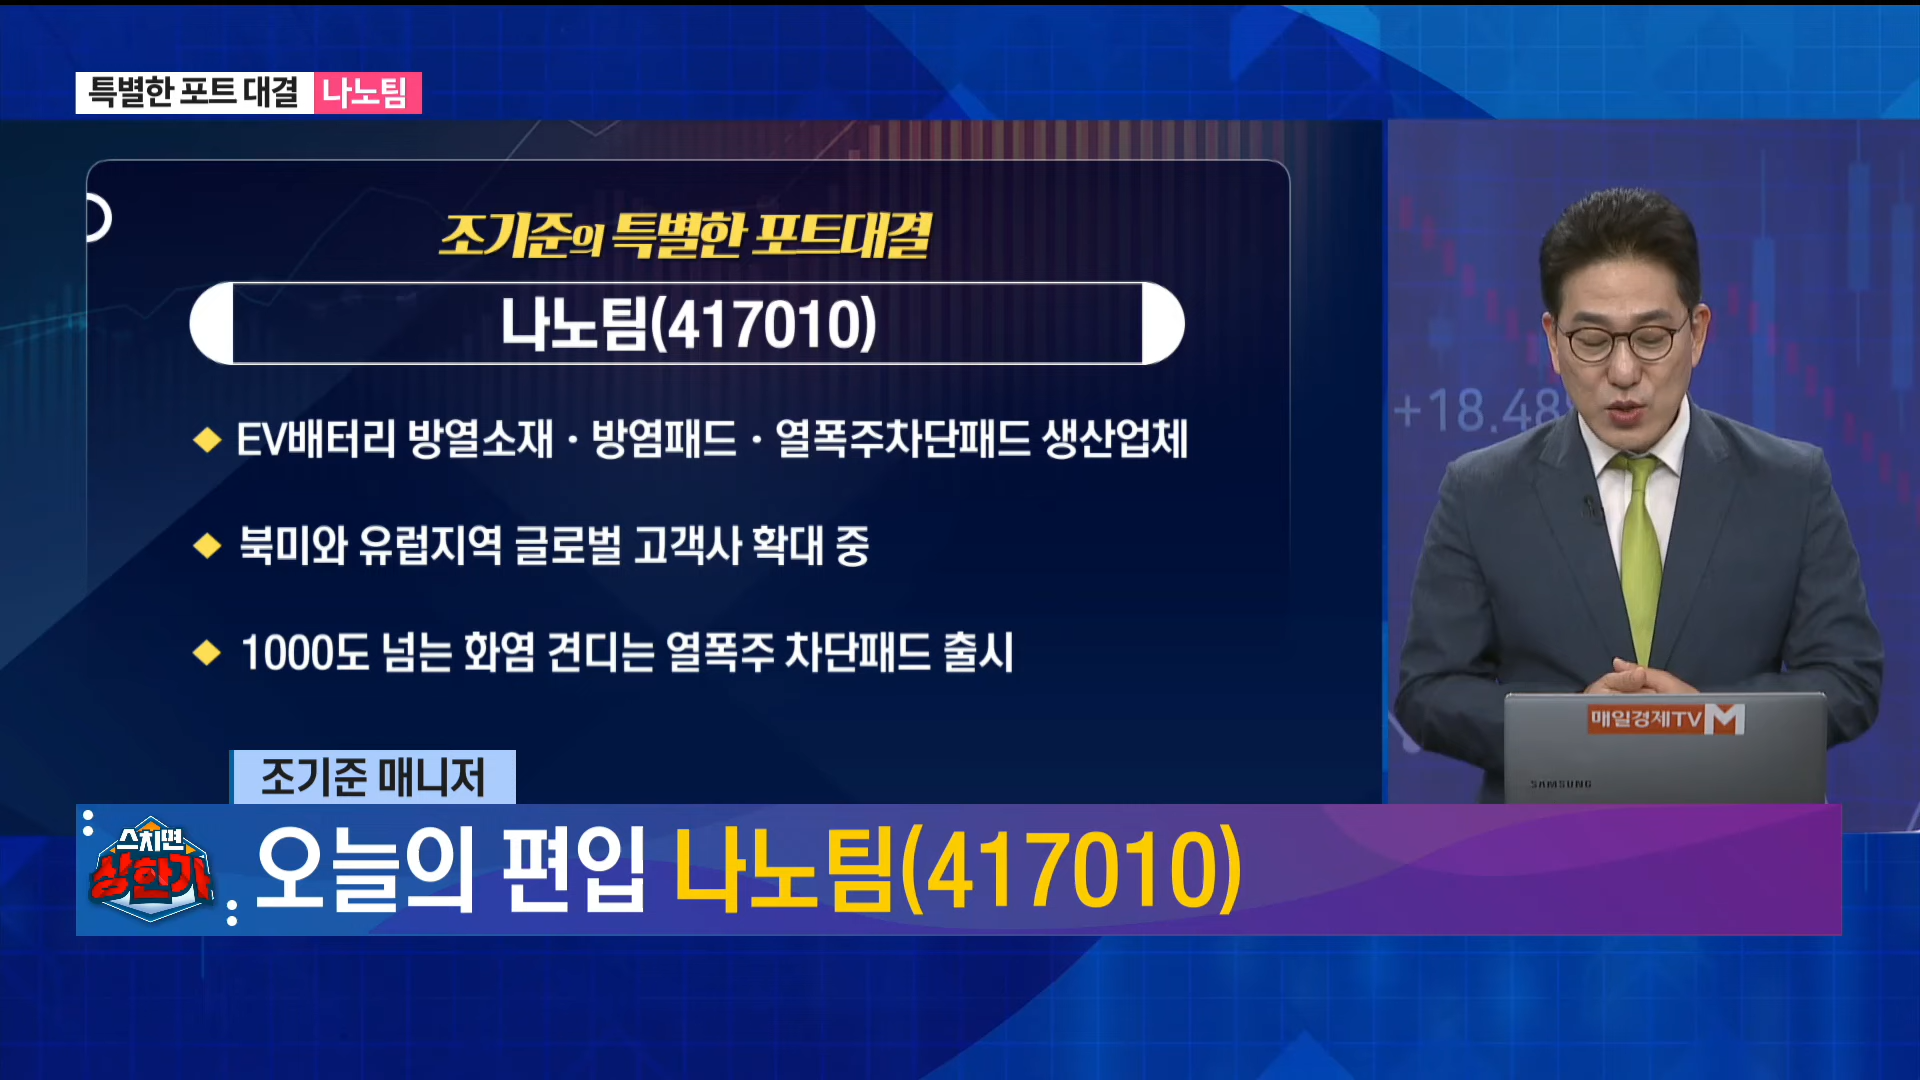 특별한 포트 대결 나노팀
조기준의 특별한 포트대결
나노팀(417010)
◆ EV배터리 방열소재 · 방염패드 · 열폭주차단패드 생산업체
◆ 북미와 유럽지역 글로벌 고객사 확대 중
◆ 1000도 넘는 화염 견디는 열폭주 차단패드 출시
+18.48
매일경제TV M
SAMSUNG
조기준 매니저
스치면
상한가
오늘의 편입 나노팀(417010)